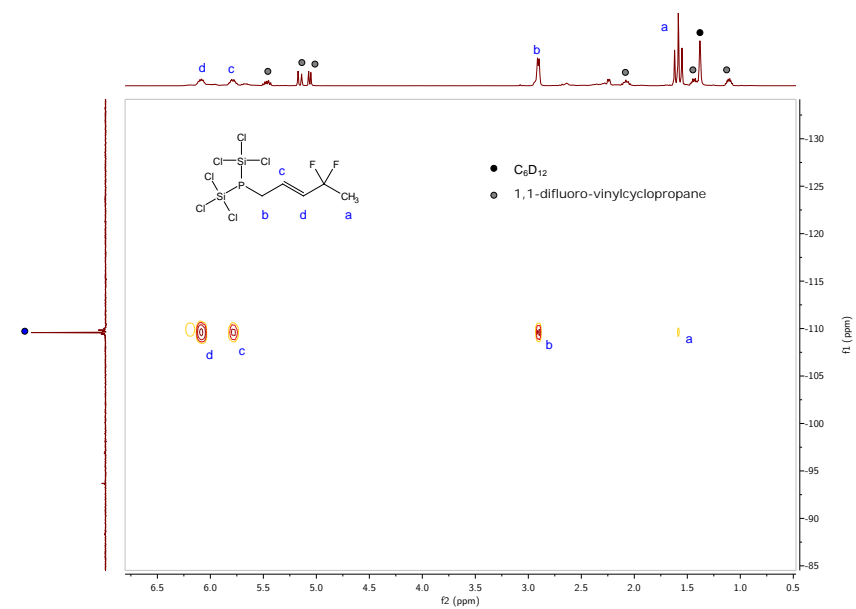 a
b
d
c
-130
-125
-120
-115
-110
-105
-100
-95
-90
-85
f1 (ppm)
Cl
Cl
Si
Cl
c
F
F
Cl
P
Si
Cl
Cl
b
d
CH3
a
C6D12
1,1-difluoro-vinylcyclopropane
d
c
b
a
6.5 6.0 5.5 5.0 4.5 4.0 3.5 3.0 2.5 2.0 1.5 1.0 0.5
f2 (ppm)